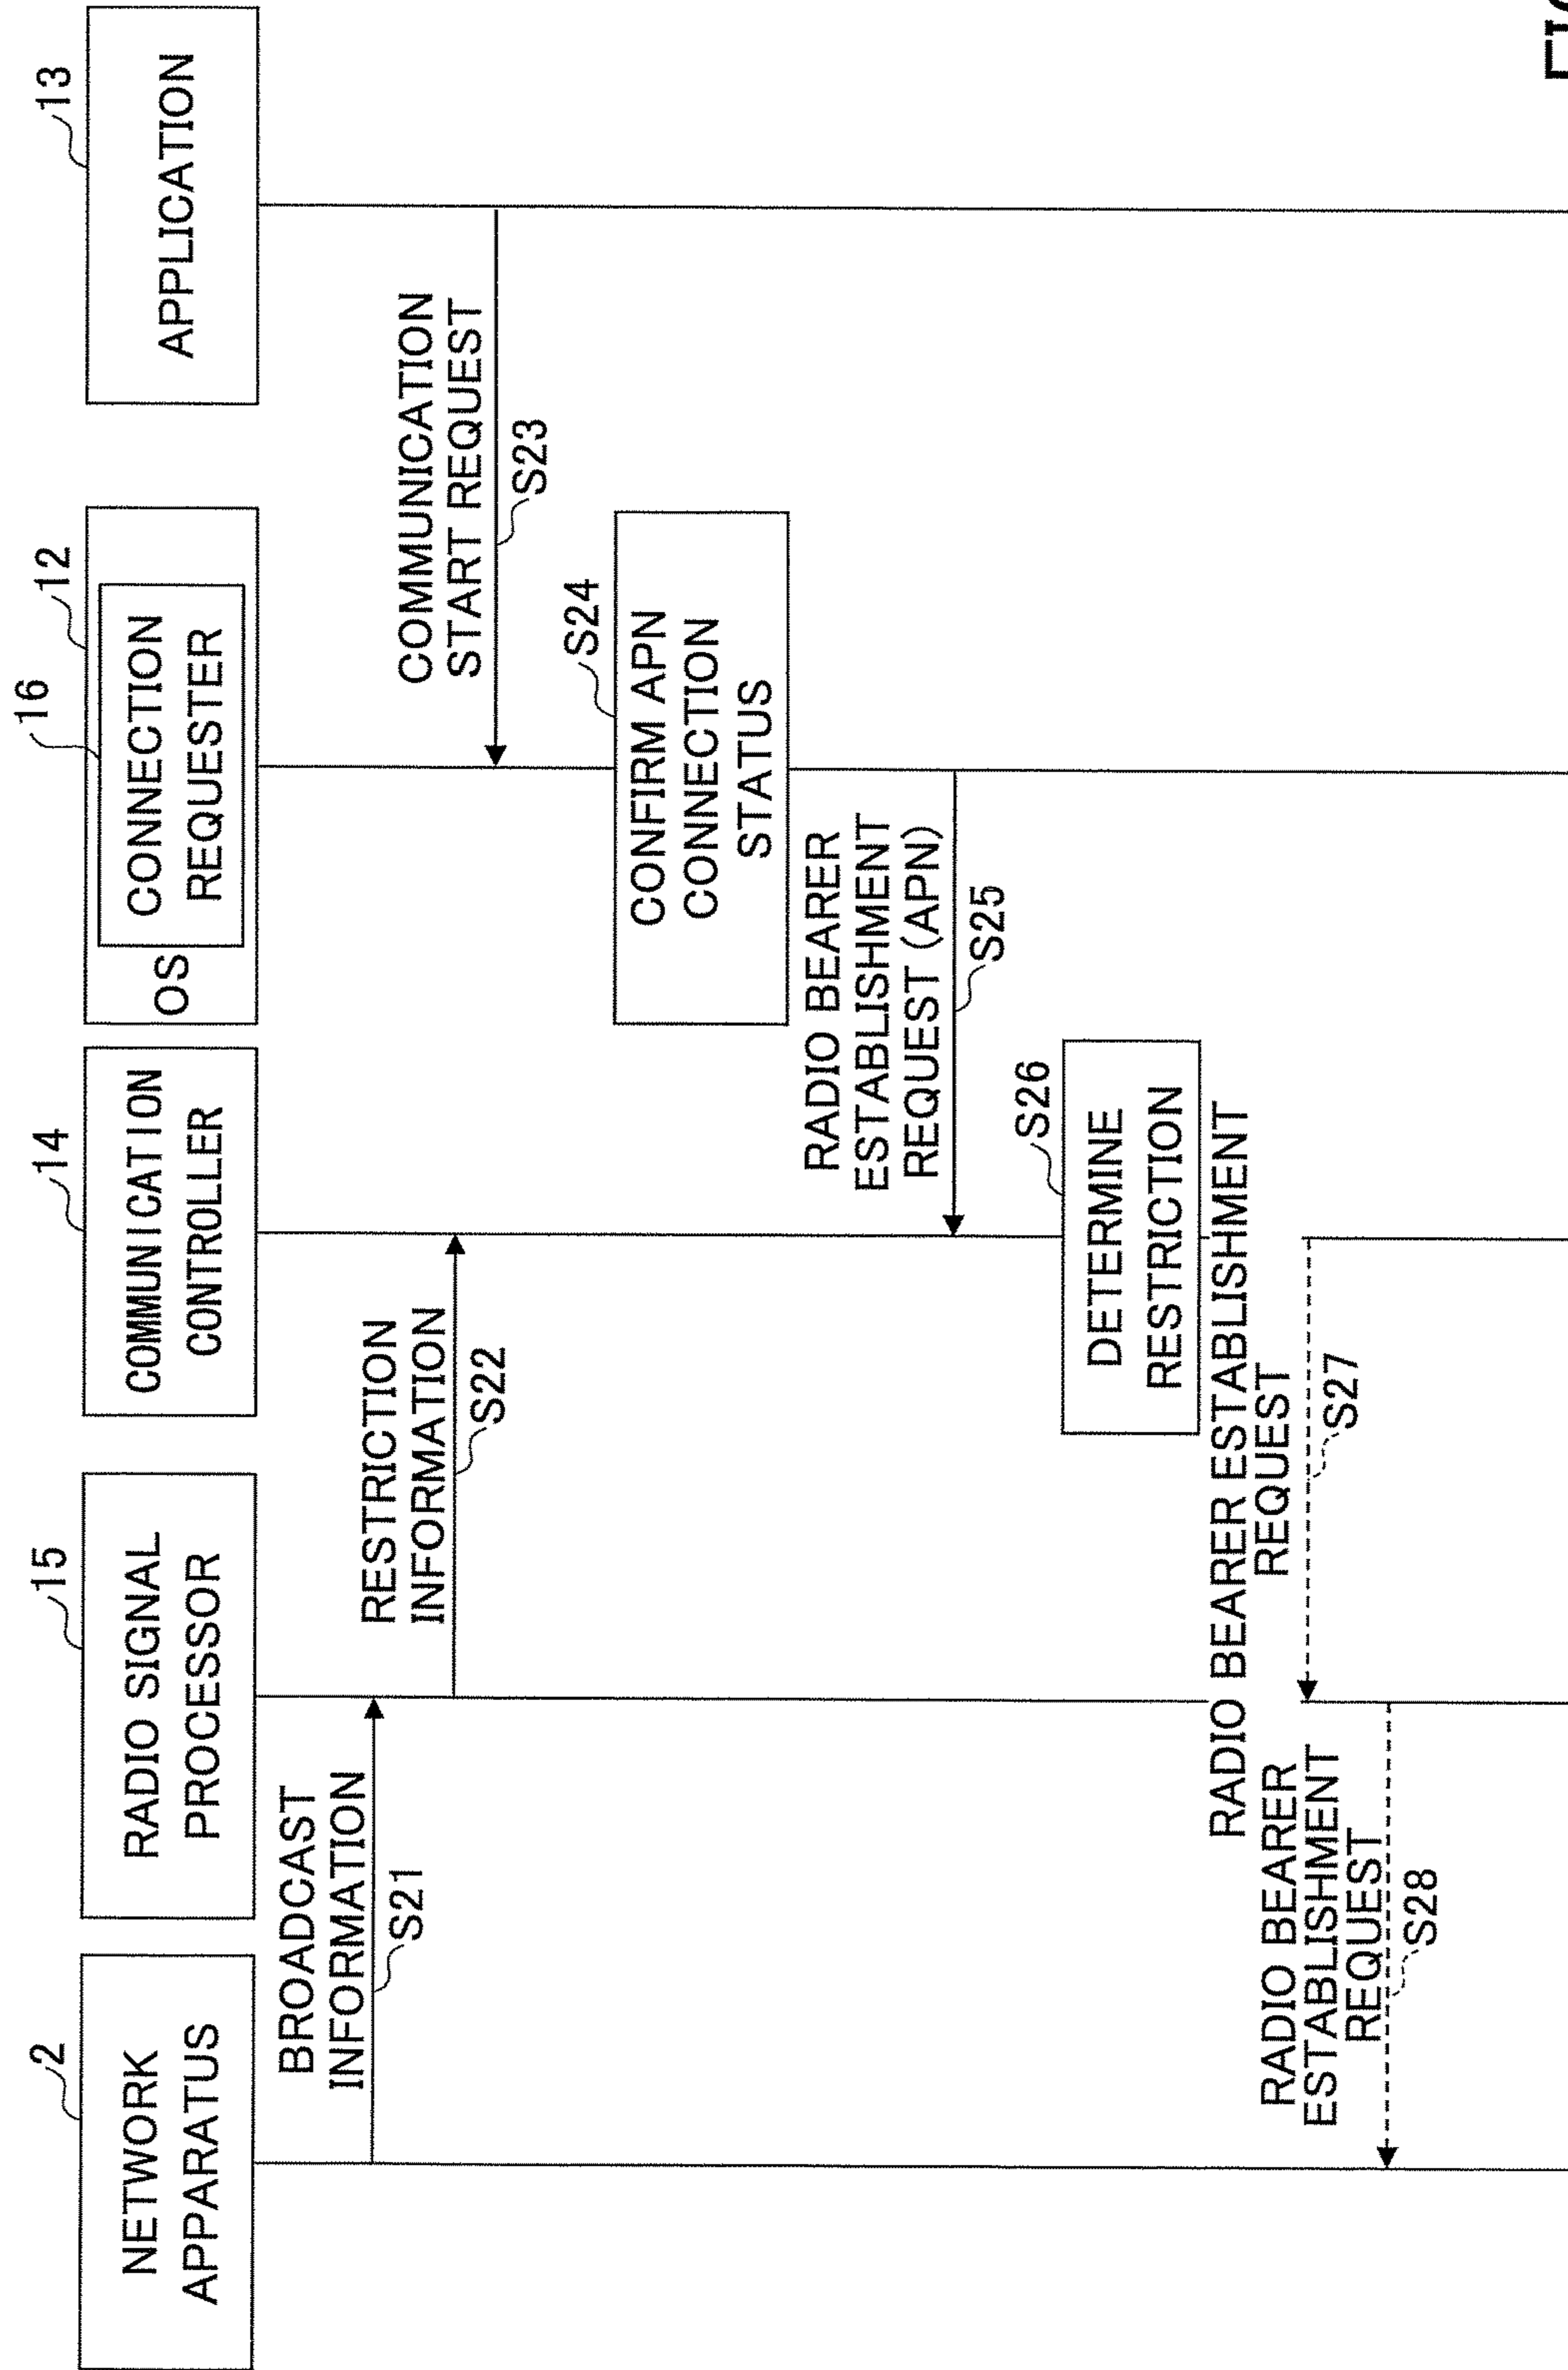 2
NETWORK
APPARATUS
15
RADIO SIGNAL
PROCESSOR
14
COMMUNICATION
CONTROLLER
16
12
OS
CONNECTION
REQUESTER
13
APPLICATION
BROADCAST
INFORMATION
S21
RESTRICTION
INFORMATION
S22
COMMUNICATION
START REQUEST
S23
S24
CONFIRM APN
CONNECTION
STATUS
RADIO BEARER
ESTABLISHMENT
REQUEST (APN)
S25
S26
DETERMINE
RESTRICTION
RADIO BEARER ESTABLISHMENT
REQUEST
S27
RADIO BEARER
ESTABLISHMENT
REQUEST
S28